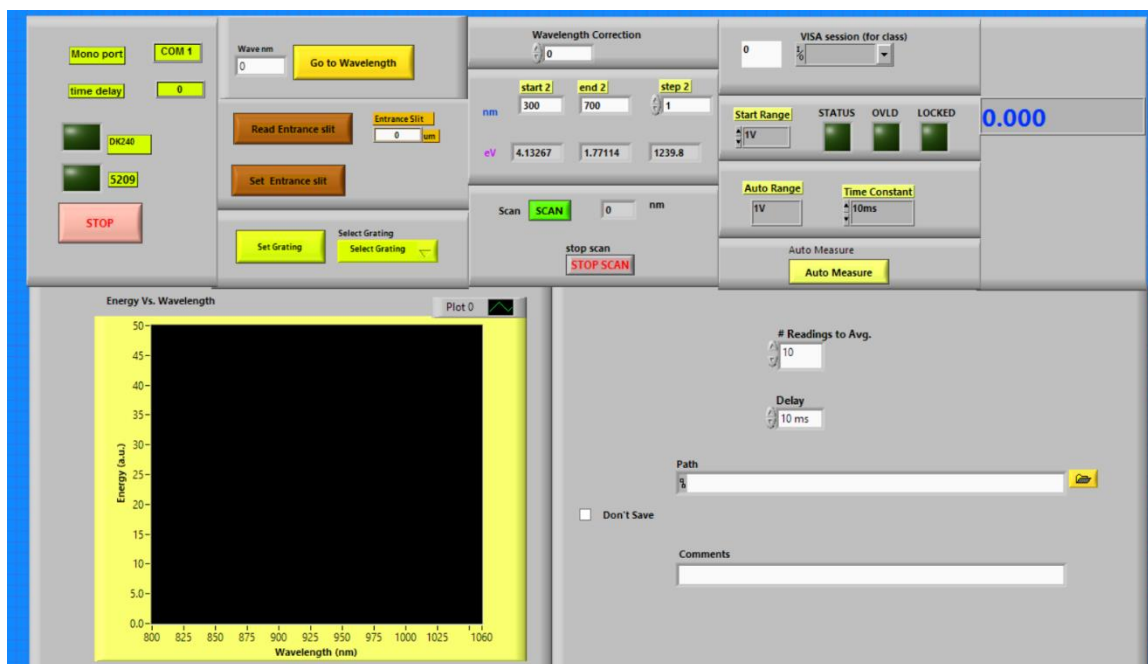 Mono port
COM 1
time delay
0
DK240
5209
STOP
Wave nm
0
Go to Wavelength
Read Entrance slit
Entrance Slit
0 um
Set Entrance slit
Set Grating
Select Grating
Select Grating
Wavelength Correction
0
start 2 end 2 step 2
nm 300 700 1
eV 4.13267 1.77114 1239.8
Scan SCAN 0 nm
stop scan
STOP SCAN
0
VISA session (for class)
Start Range STATUS OVLD LOCKED
1V
Auto Range Time Constant
1V 10ms
Auto Measure
Auto Measure
0.000
Energy Vs. Wavelength
Plot 0
Energy (a.u.)
50
45
40
35
30
25
20
15
10
5.0
0.0
800 825 850 875 900 925 950 975 1000 1025 1060
Wavelength (nm)
# Readings to Avg.
10
Delay
10 ms
Path
Don't Save
Comments